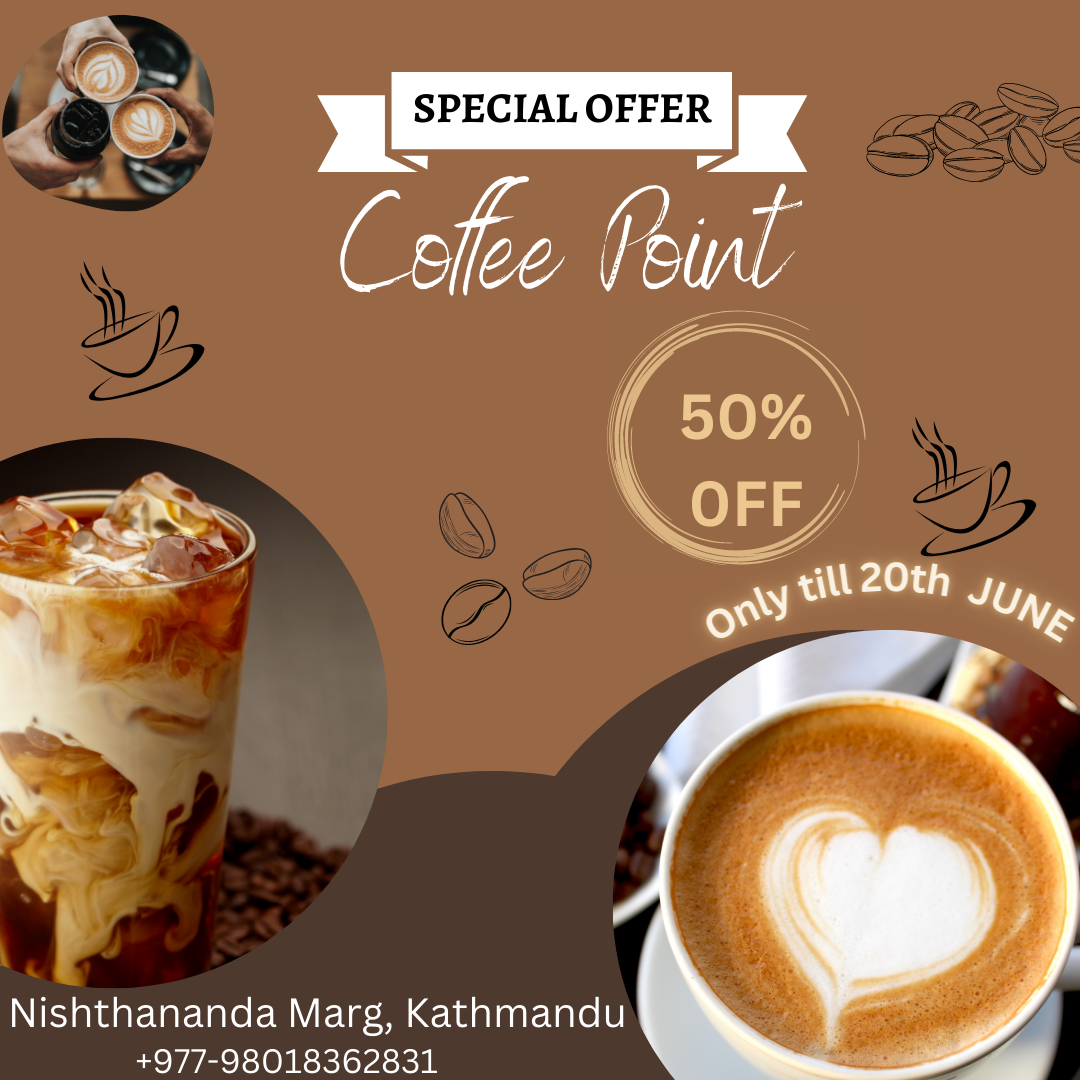 SPECIAL OFFER
Coffee Point
50%
OFF
Only till 20th JUNE
Nishthananda Marg, Kathmandu
+977-98018362831